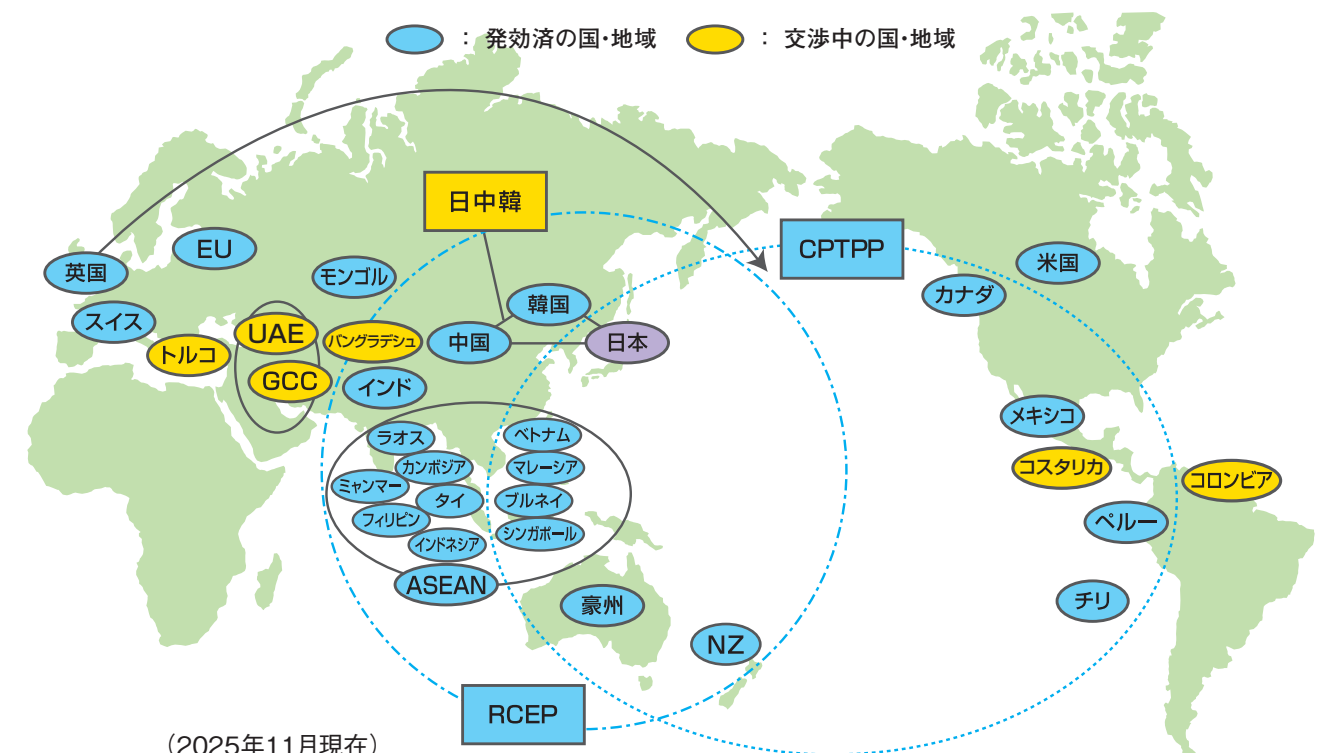 ：発効済の国・地域
：交渉中の国・地域
日中韓
CPTPP
EU
英国
モンゴル
米国
カナダ
韓国
スイス
UAE
バングラデシュ
中国
日本
トルコ
GCC
インド
メキシコ
ラオス
ベトナム
カンボジア
マレーシア
コスタリカ
コロンビア
ミャンマー
タイ
ブルネイ
フィリピン
シンガポール
ペルー
インドネシア
ASEAN
豪州
チリ
NZ
RCEP
（2025年11月現在）